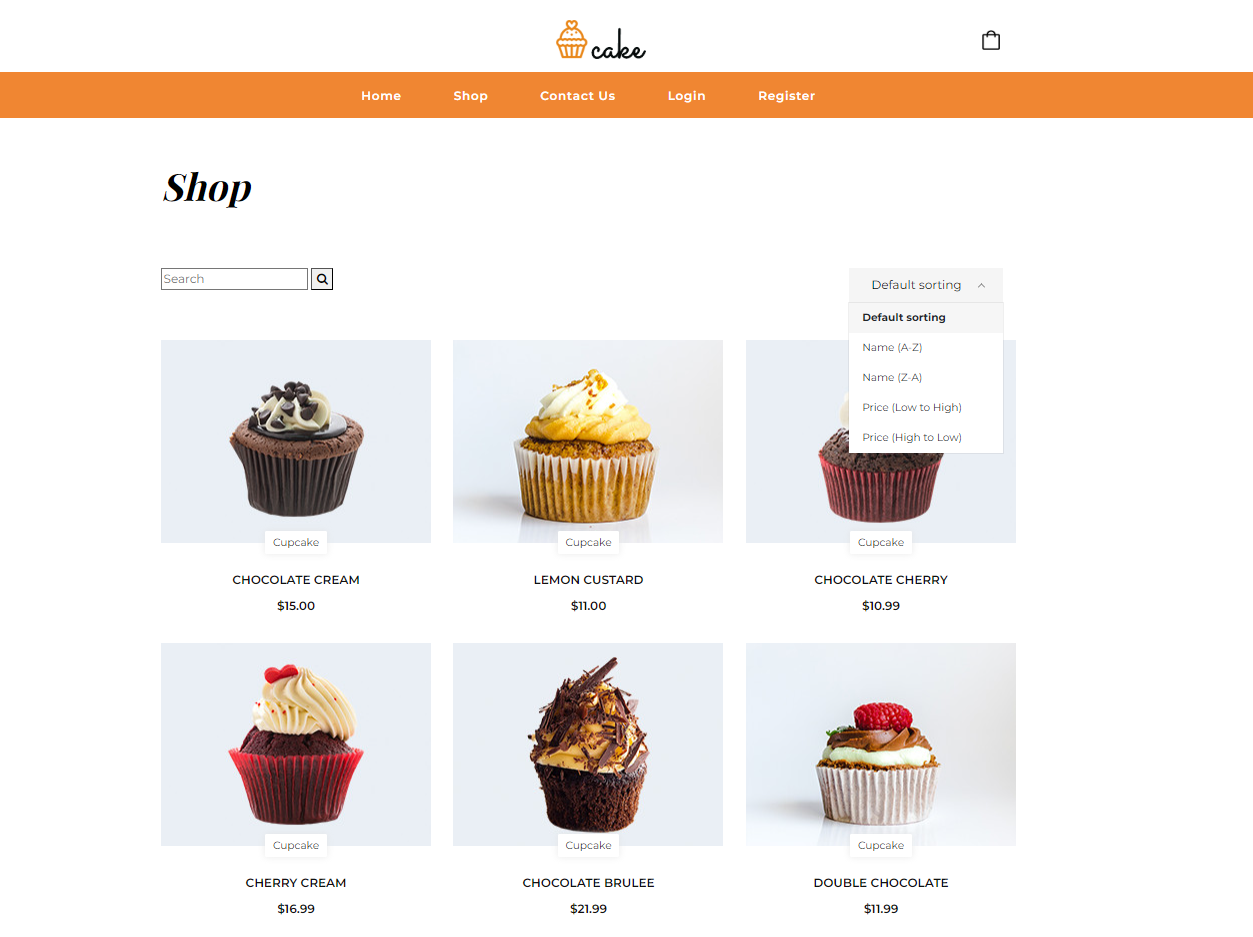 cake
Home Shop Contact Us Login Register
Shop
Search
Default sorting
Default sorting
Name (A-Z)
Name (Z-A)
Price (Low to High)
Price (High to Low)
Cupcake Cupcake Cupcake
CHOCOLATE CREAM LEMON CUSTARD CHOCOLATE CHERRY
$15.00 $11.00 $10.99
Cupcake Cupcake Cupcake
CHERRY CREAM CHOCOLATE BRULEE DOUBLE CHOCOLATE
$16.99 $21.99 $11.99